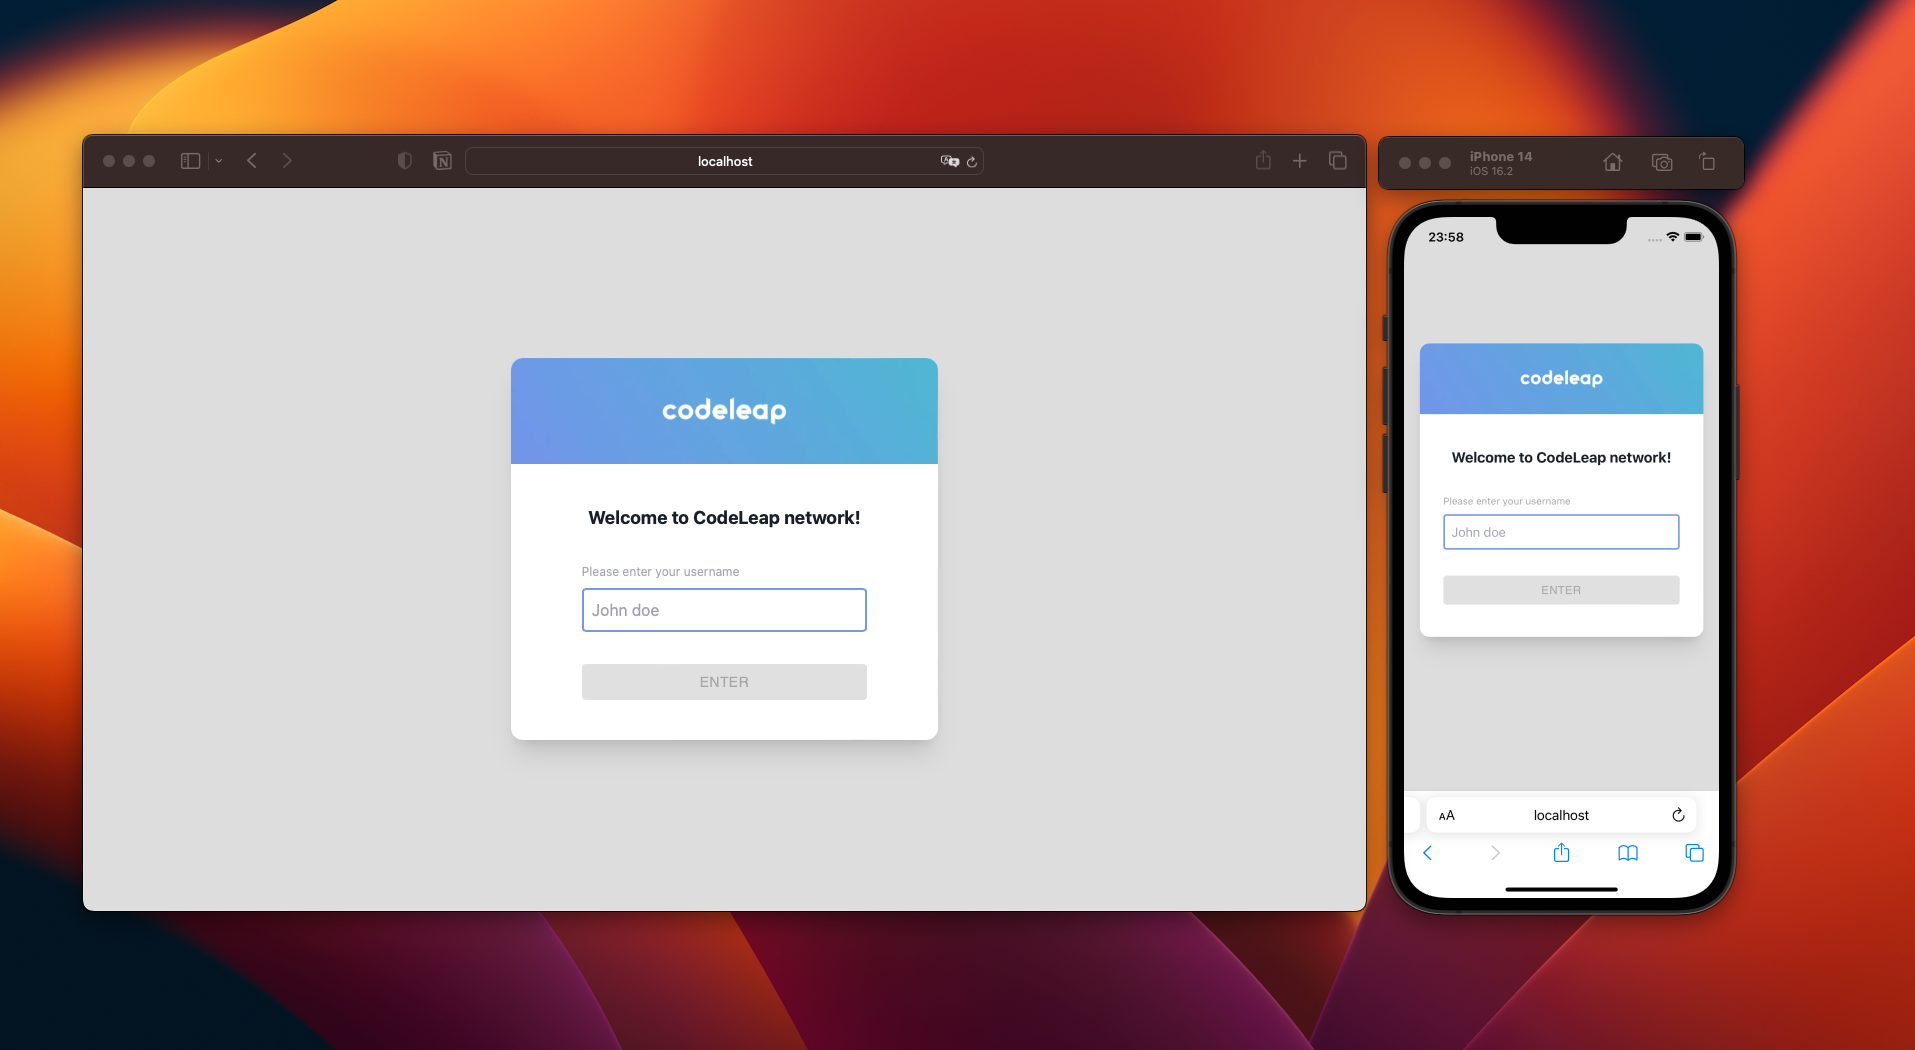 localhost
codeleap
Welcome to CodeLeap network!
Please enter your username
John doe
ENTER
iPhone 14
iOS 16.2
23:58
codeleap
Welcome to CodeLeap network!
Please enter your username
John doe
ENTER
AA
localhost